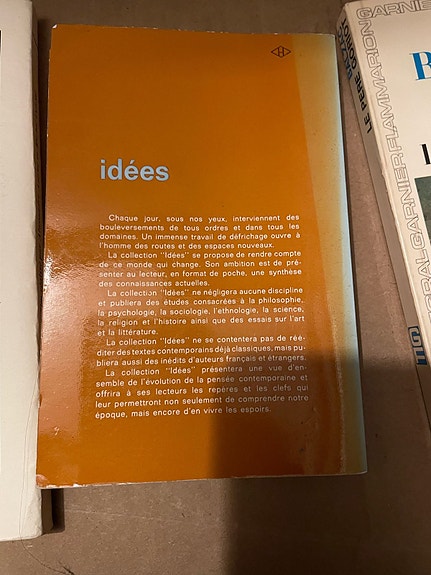 idées
Chaque jour, sous nos yeux, interviennent des
bouleversements de tous ordres et dans tous les
domaines. Un immense travail de défrichage ouvre à
l'homme des routes et des espaces nouveaux.
La collection "Idées" se propose de rendre compte
de ce monde qui change. Son ambition est de pré-
senter au lecteur, en format de poche, une synthèse
des connaissances actuelles.
La collection "Idées" ne négligera aucune discipline
et publiera des études consacrées à la philosophie,
la psychologie, la sociologie, l'ethnologie, la science,
la religion et l'histoire ainsi que des essais sur l'art
et la littérature.
La collection "Idées" ne se contentera pas de réé-
diter des textes contemporains déjà classiques, mais pu-
bliera aussi des inédits d'auteurs français et étrangers.
La collection "Idées" présentera une vue d'en-
semble de l'évolution de la pensée contemporaine et
offrira à ses lecteurs les repères et les clefs qui
leur permettront non seulement de comprendre notre
époque, mais encore d'en vivre les espoirs.
BALZAC
LE PÈRE GORIOT
GARNIER FLAMMARION
GARNIER FLAMMARION